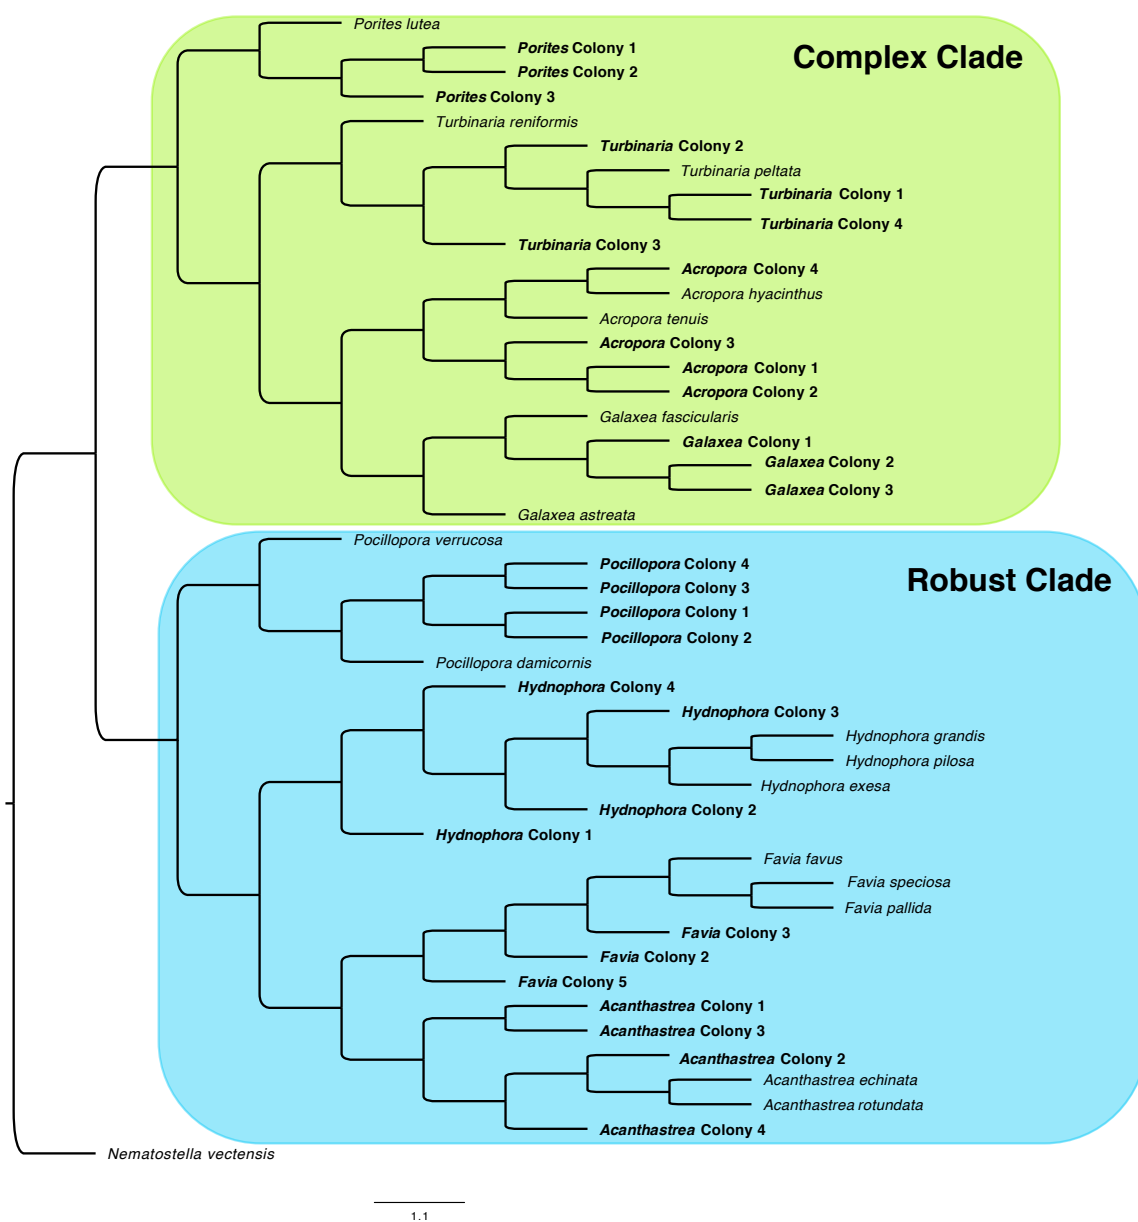 Porites lutea
Complex Clade
Porites Colony 1
Porites Colony 2
Porites Colony 3
Turbinaria reniformis
Turbinaria Colony 2
Turbinaria peltata
Turbinaria Colony 1
Turbinaria Colony 4
Turbinaria Colony 3
Acropora Colony 4
Acropora hyacinthus
Acropora tenuis
Acropora Colony 3
Acropora Colony 1
Acropora Colony 2
Galaxea fascicularis
Galaxea Colony 1
Galaxea Colony 2
Galaxea Colony 3
Galaxea astreata
Pocillopora verrucosa
Pocillopora Colony 4
Robust Clade
Pocillopora Colony 3
Pocillopora Colony 1
Pocillopora Colony 2
Pocillopora damicornis
Hydnophora Colony 4
Hydnophora Colony 3
Hydnophora grandis
Hydnophora pilosa
Hydnophora exesa
Hydnophora Colony 2
Hydnophora Colony 1
Favia favus
Favia speciosa
Favia pallida
Favia Colony 3
Favia Colony 2
Favia Colony 5
Acanthastrea Colony 1
Acanthastrea Colony 3
Acanthastrea Colony 2
Acanthastrea echinata
Acanthastrea rotundata
Acanthastrea Colony 4
Nematostella vectensis
1.1